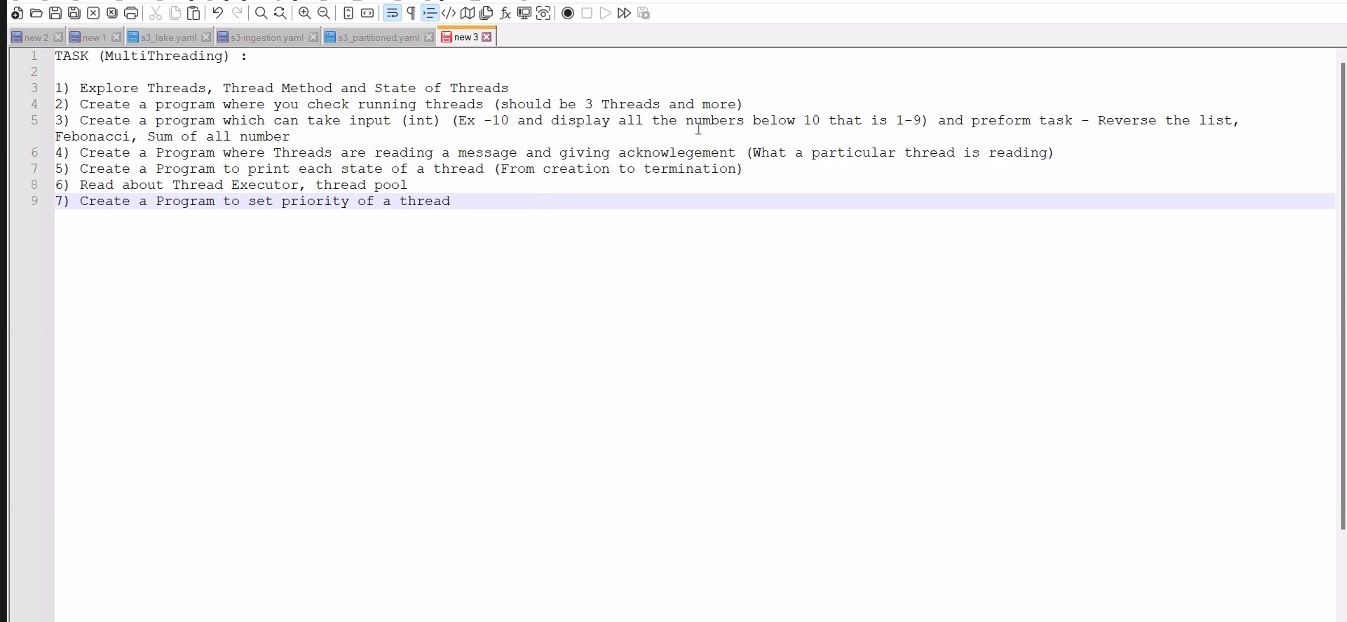 new 2
new 1
s3_lake.yaml
s3-ingestion.yaml
s3_partitioned.yaml
new 3
1 TASK (MultiThreading) :
2
3 1) Explore Threads, Thread Method and State of Threads
4 2) Create a program where you check running threads (should be 3 Threads and more)
5 3) Create a program which can take input (int) (Ex -10 and display all the numbers below 10 that is 1-9) and preform task - Reverse the list,
Febonacci, Sum of all number
6 4) Create a Program where Threads are reading a message and giving acknowlegement (What a particular thread is reading)
7 5) Create a Program to print each state of a thread (From creation to termination)
8 6) Read about Thread Executor, thread pool
9 7) Create a Program to set priority of a thread